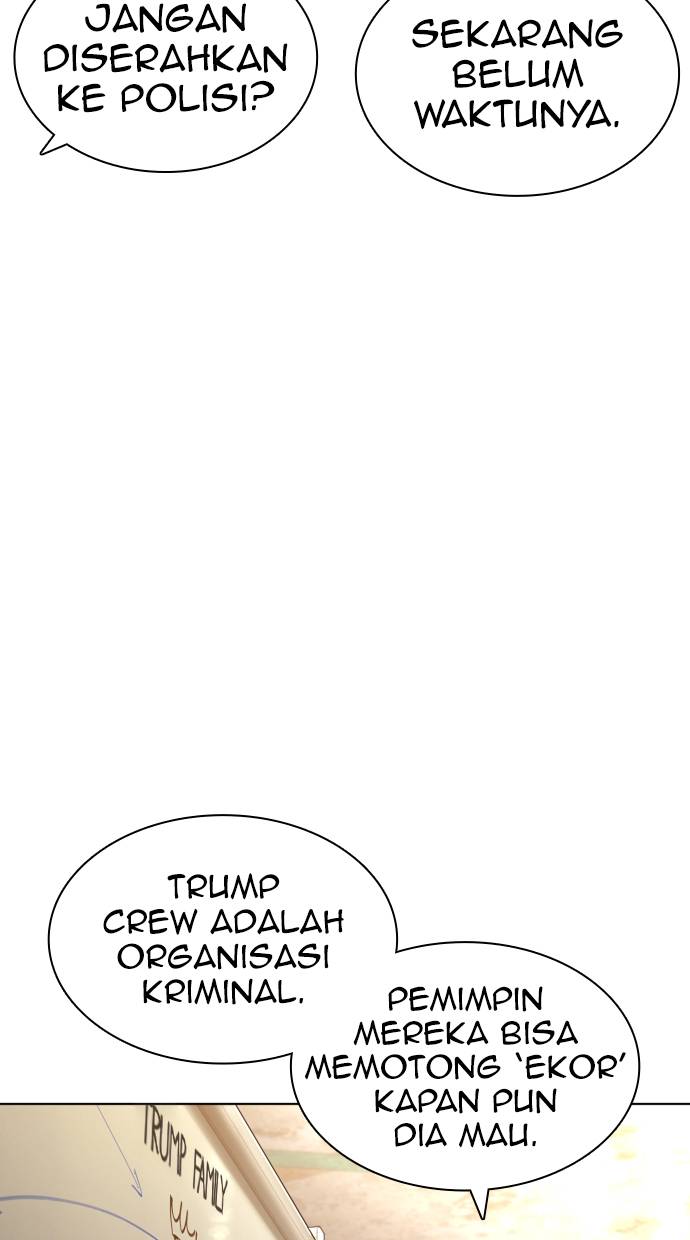 JANGAN
DISERAHKAN
KE POLISI?
SEKARANG
BELUM
WAKTUNYA.
TRUMP
CREW ADALAH
ORGANISASI
KRIMINAL.
PEMIMPIN
MEREKA BISA
MEMOTONG 'EKOR'
KAPAN PUN
DIA MAU.
TRUMP FAMILY